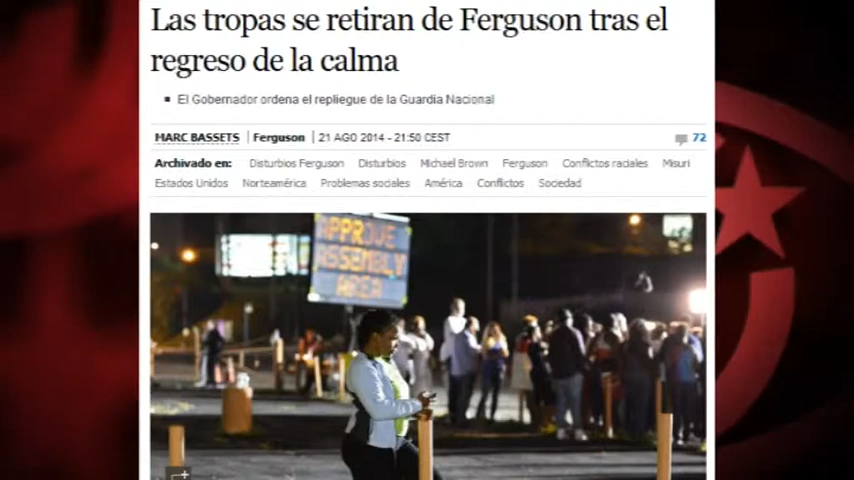 Las tropas se retiran de Ferguson tras el
regreso de la calma
El Gobernador ordena el repliegue de la Guardia Nacional
MARC BASSETS | Ferguson | 21 AGO 2014 - 21:50 CEST
72
Archivado en: Disturbios Ferguson Disturbios Michael Brown Ferguson Conflictos raciales Misuri
Estados Unidos Norteamérica Problemas sociales América Conflictos Sociedad
APPROVE
ASSEMBLY
AREA